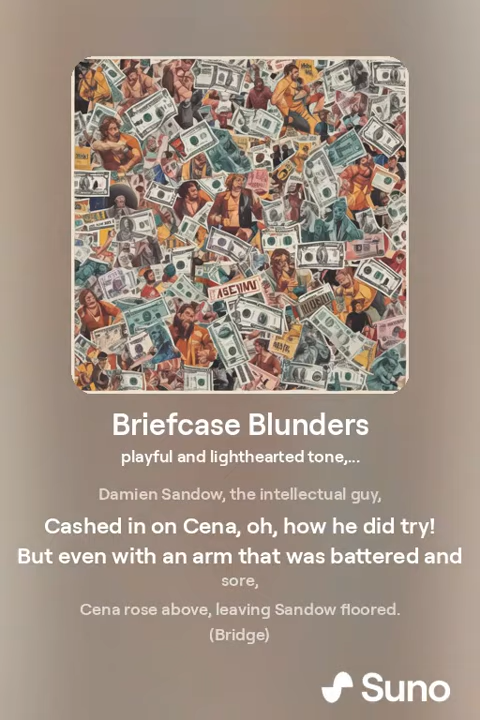 Briefcase Blunders
playful and lighthearted tone,...
Damien Sandow, the intellectual guy,
Cashed in on Cena, oh, how he did try!
But even with an arm that was battered and
sore,
Cena rose above, leaving Sandow floored.
(Bridge)
Suno